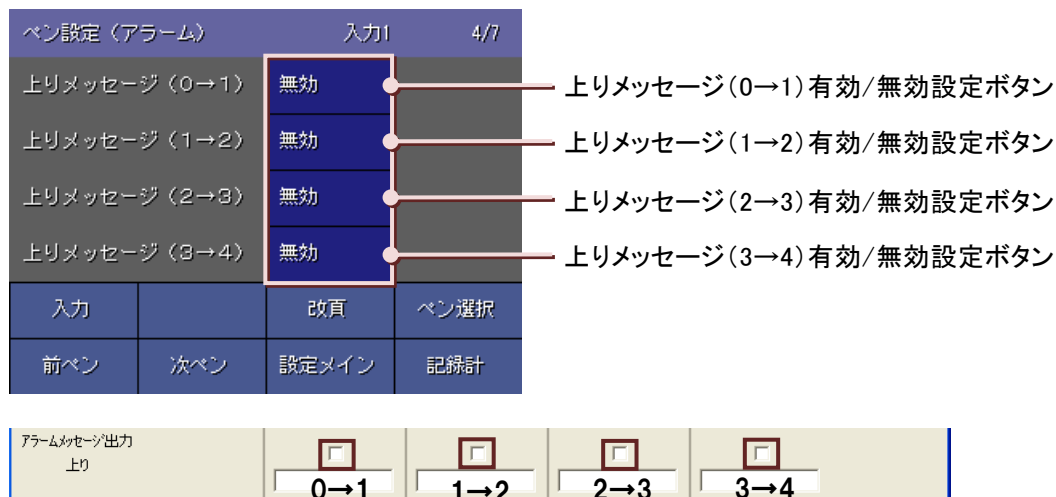 ペン設定（アラーム） 入力1 4/7
上りメッセージ（0→1） 無効 上りメッセージ（0→1）有効/無効設定ボタン
上りメッセージ（1→2） 無効 上りメッセージ（1→2）有効/無効設定ボタン
上りメッセージ（2→3） 無効 上りメッセージ（2→3）有効/無効設定ボタン
上りメッセージ（3→4） 無効 上りメッセージ（3→4）有効/無効設定ボタン
入力 改頁 ペン選択
前ペン 次ペン 設定メイン 記録計
アラームメッセージ出力
上り
0→1 1→2 2→3 3→4